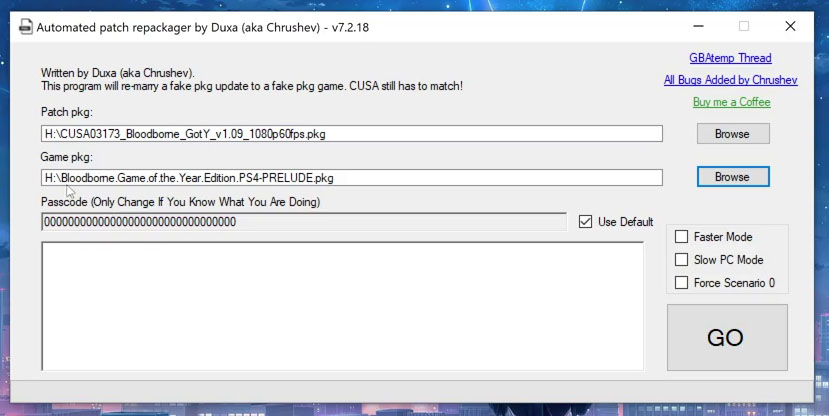 Automated patch repackager by Duxa (aka Chrushev) - v7.2.18
GBAtemp Thread
Written by Duxa (aka Chrushev).
All Bugs Added by Chrushev
This program will re-marry a fake pkg update to a fake pkg game. CUSA still has to match!
Buy me a Coffee
Patch pkg:
H:\CUSA03173_Bloodborne_GotY_v1.09_1080p60fps.pkg
Browse
Game pkg:
H:\Bloodborne.Game.of.the.Year.Edition.PS4-PRELUDE.pkg
Browse
Passcode (Only Change If You Know What You Are Doing)
00000000000000000000000000000000
Use Default
Faster Mode
Slow PC Mode
Force Scenario 0
GO